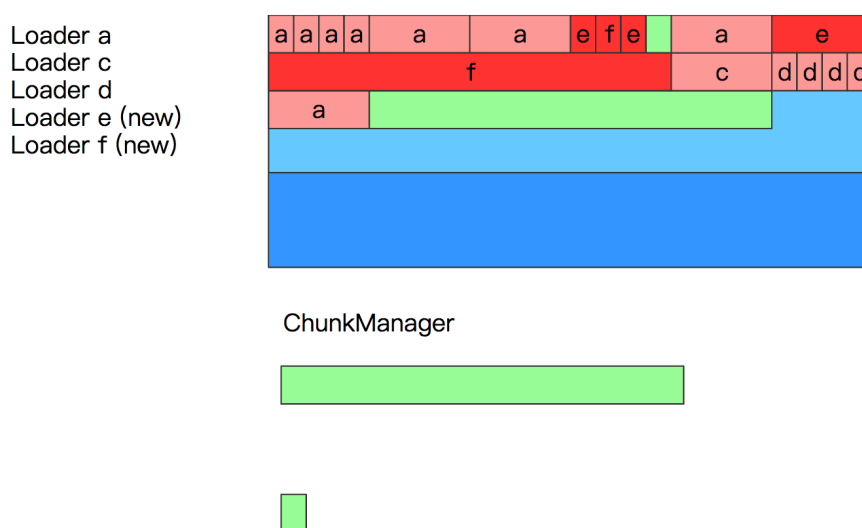 Loader a
Loader c
Loader d
Loader e (new)
Loader f (new)
a a a a a a e f e a e
f c d d d d
a
ChunkManager